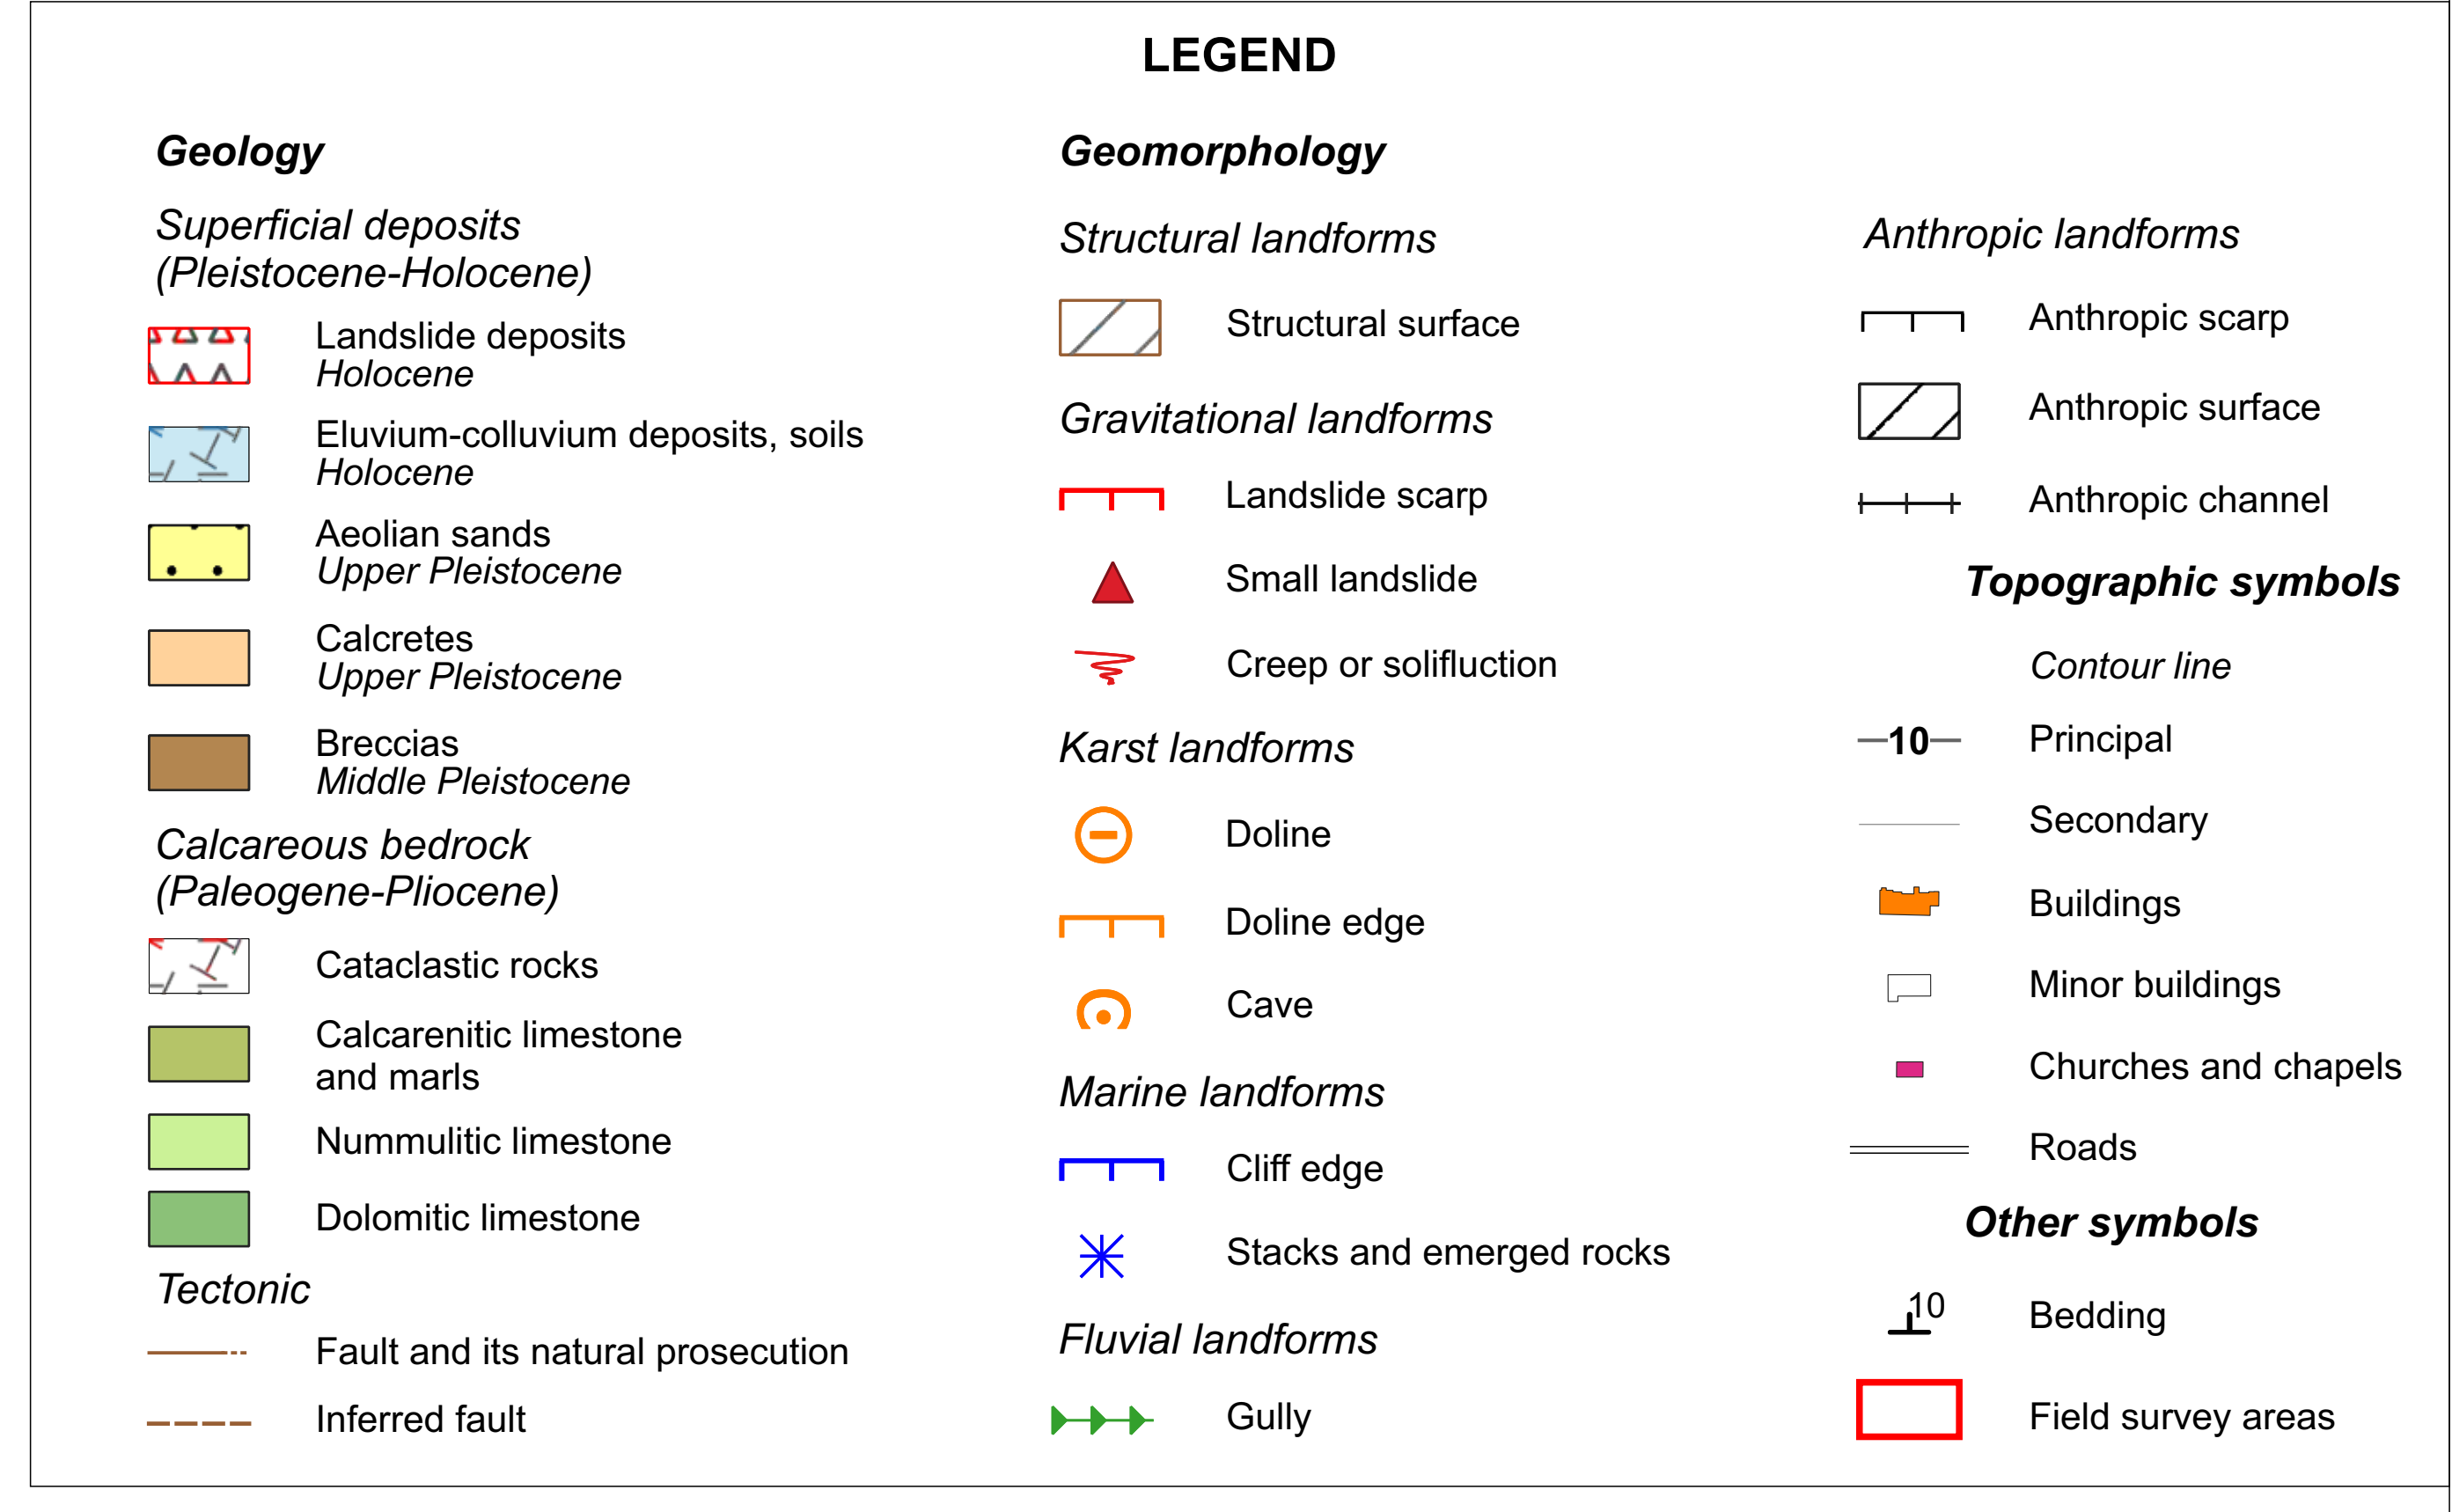 LEGEND
Geology
Superficial deposits
(Pleistocene-Holocene)
Landslide deposits
Holocene
Eluvium-colluvium deposits, soils
Holocene
Aeolian sands
Upper Pleistocene
Calcretes
Upper Pleistocene
Breccias
Middle Pleistocene
Calcareous bedrock
(Paleogene-Pliocene)
Cataclastic rocks
Calcarenitic limestone
and marls
Nummulitic limestone
Dolomitic limestone
Tectonic
Fault and its natural prosecution
Inferred fault
Geomorphology
Structural landforms
Structural surface
Gravitational landforms
Landslide scarp
Small landslide
Creep or solifluction
Karst landforms
Doline
Doline edge
Cave
Marine landforms
Cliff edge
Stacks and emerged rocks
Fluvial landforms
Gully
Anthropic landforms
Anthropic scarp
Anthropic surface
Anthropic channel
Topographic symbols
Contour line
10 Principal
Secondary
Buildings
Minor buildings
Churches and chapels
Roads
Other symbols
10 Bedding
Field survey areas